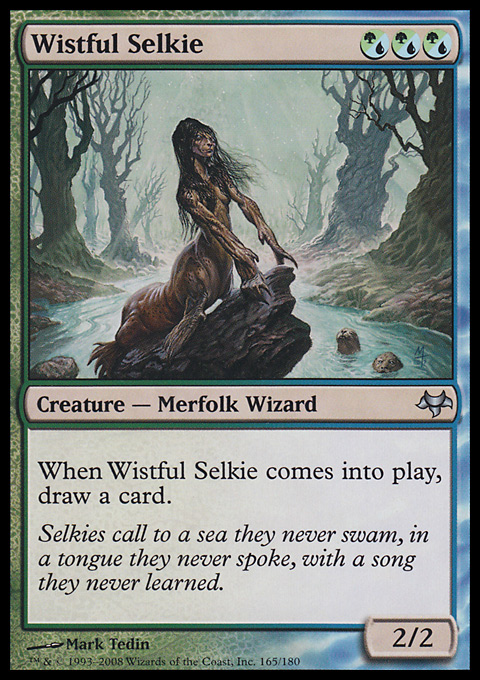 Wistful Selkie
Creature — Merfolk Wizard
When Wistful Selkie comes into play,
draw a card.
Selkies call to a sea they never swam, in
a tongue they never spoke, with a song
they never learned.
Mark Tedin
2/2
™ & © 1993–2008 Wizards of the Coast, Inc. 165/180